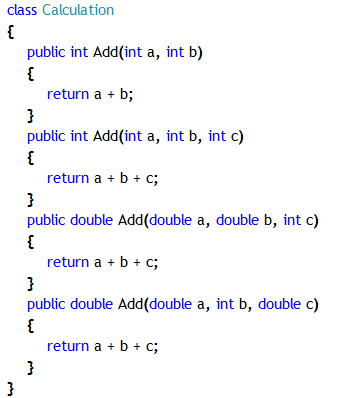 class Calculation
{
public int Add(int a, int b)
{
return a + b;
}
public int Add(int a, int b, int c)
{
return a + b + c;
}
public double Add(double a, double b, int c)
{
return a + b + c;
}
public double Add(double a, int b, double c)
{
return a + b + c;
}
}